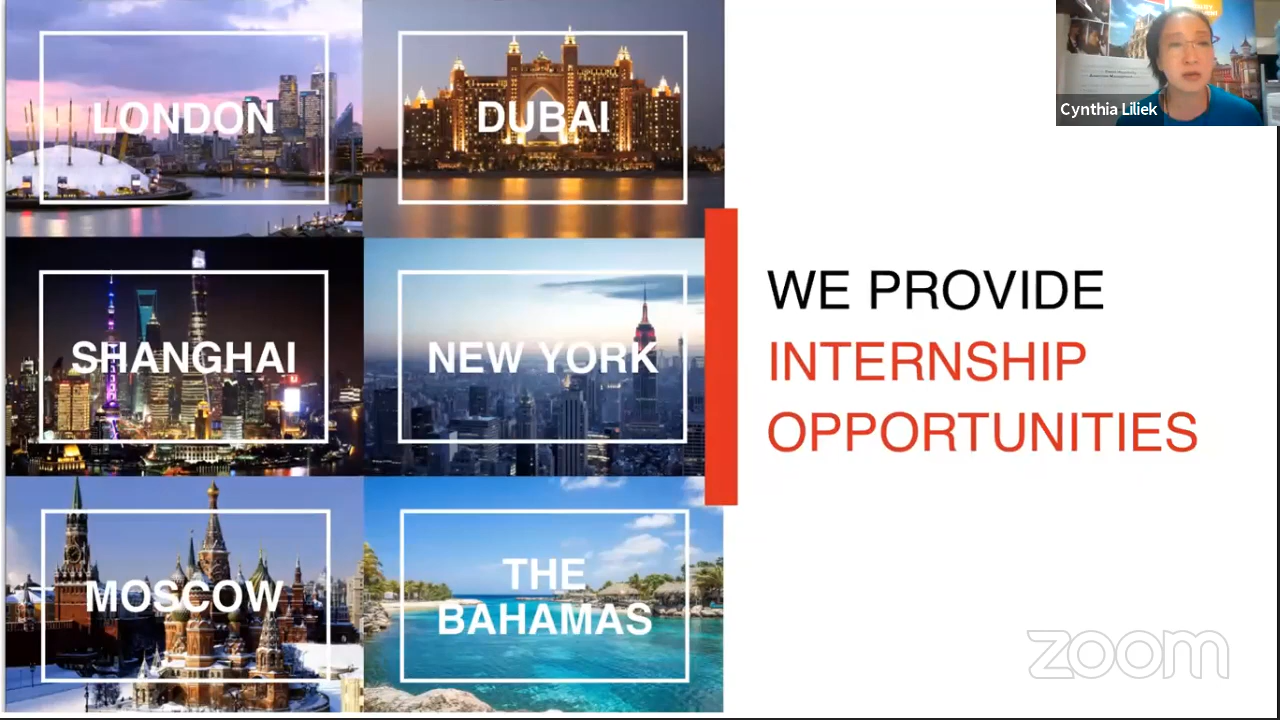 LONDON
DUBAI
SHANGHAI
NEW YORK
MOSCOW
THE
BAHAMAS
WE PROVIDE
INTERNSHIP
OPPORTUNITIES
Cynthia Liliek
zoom